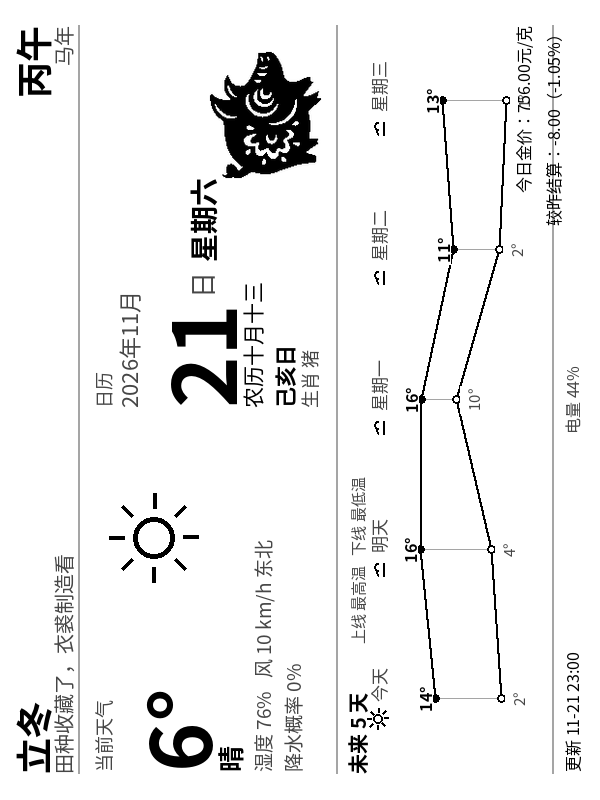 立冬
田种收藏了，衣裘制造看
丙午
马年
当前天气
6°
晴
湿度 76%  风 10 km/h 东北
降水概率 0%
日历
2026年11月
21 日 星期六
农历十月十三
己亥日
生肖 猪
未来 5 天
上线 最高温  下线 最低温
今天 明天 星期一 星期二 星期三
14° 16° 16° 11° 13°
2° 4° 10° 2°
今日金价：756.00元/克
较昨结算：-8.00（-1.05%）
更新 11-21 23:00
电量 44%